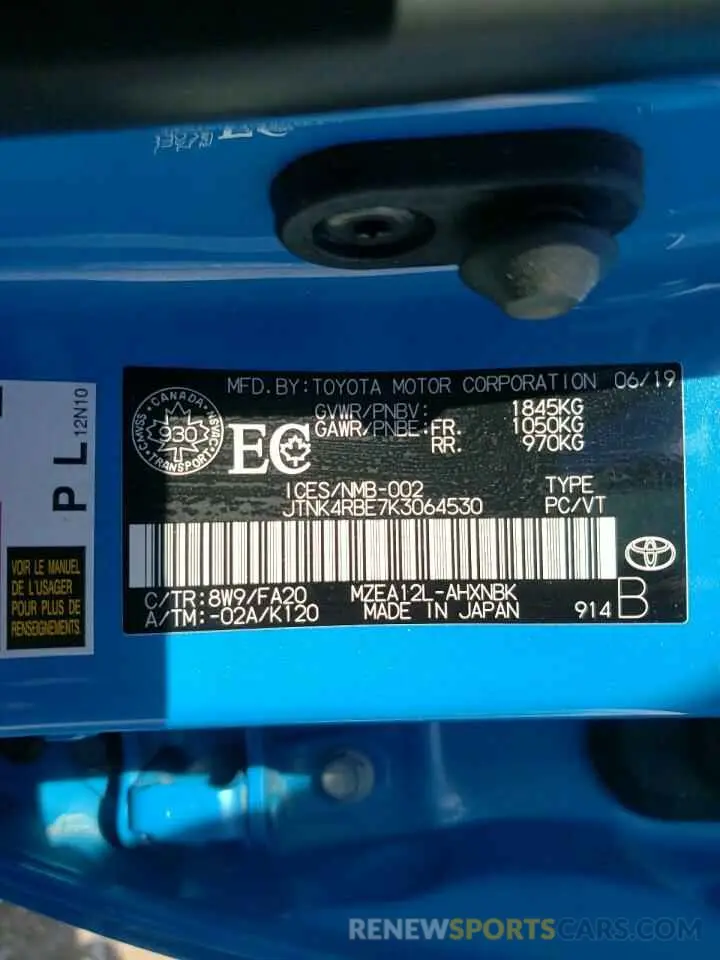 MFD. BY: TOYOTA MOTOR CORPORATION 06/19
CANADA
CMVSS NSVAC
930
TRANSPORT
EC
GVWR/PNBV: 1845KG
GAWR/PNBE: FR. 1050KG
RR. 970KG
ICES/NMB-002
JTNK4RBE7K3064530
TYPE
PC/VT
C/TR: 8W9/FA20 MZEA12L-AHXNBK
A/TM: -02A/K120 MADE IN JAPAN 914 B
P L 12N10
VOIR LE MANUEL
DE L'USAGER
POUR PLUS DE
RENSEIGNEMENTS
RENEWSPORTSCARS.COM